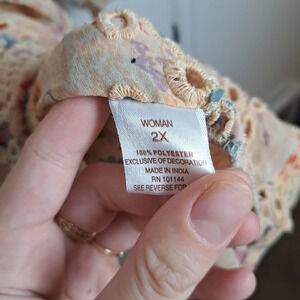 WOMAN
2X
100% POLYESTER
EXCLUSIVE OF DECORATION
MADE IN INDIA
RN 101144
SEE REVERSE FOR